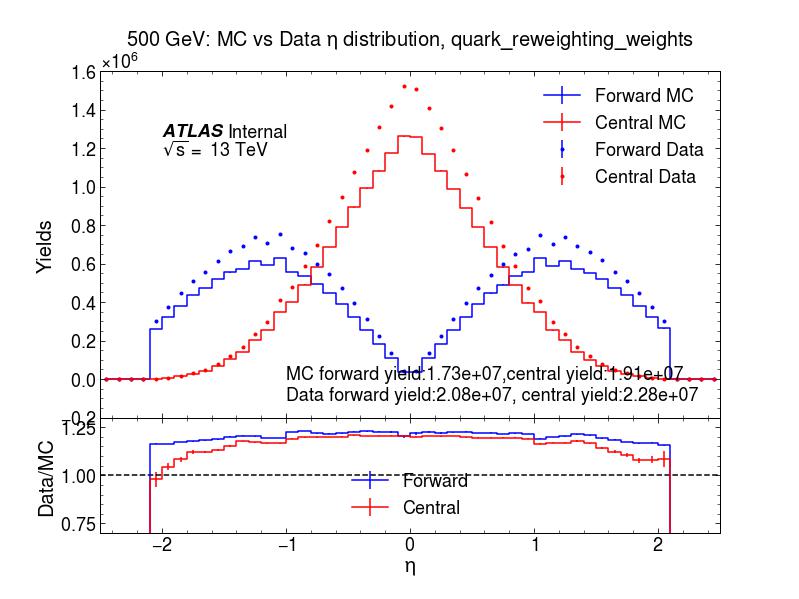 500 GeV: MC vs Data η distribution, quark_reweighting_weights
×10⁶
1.6
1.4
1.2
1.0
0.8
0.6
0.4
0.2
0.0
0.2
Yields
ATLAS Internal
√s = 13 TeV
Forward MC
Central MC
Forward Data
Central Data
MC forward yield:1.73e+07,central yield:1.91e+07
Data forward yield:2.08e+07, central yield:2.28e+07
1.25
1.00
0.75
Data/MC
Forward
Central
−2 −1 0 1 2
η